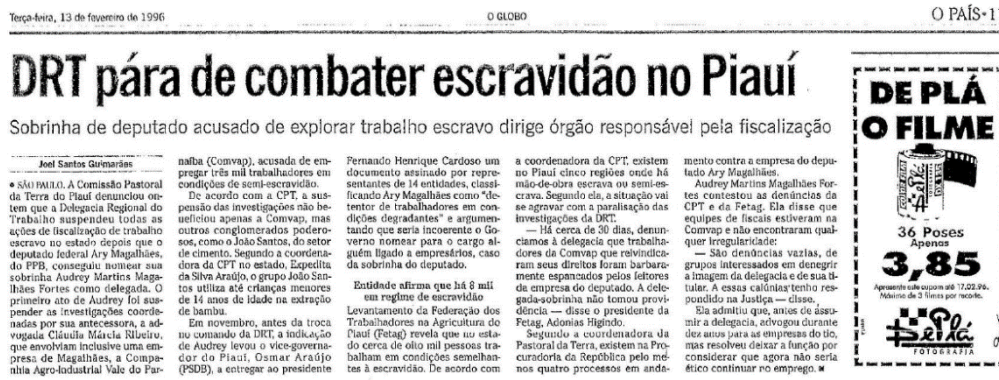 Terça-feira, 13 de fevereiro de 1996
O GLOBO
O PAÍS • 1
DRT pára de combater escravidão no Piauí
Sobrinha de deputado acusado de explorar trabalho escravo dirige órgão responsável pela fiscalização
Joel Santos Guimarães
• SÃO PAULO. A Comissão Pastoral
da Terra do Piauí denunciou on-
tem que a Delegacia Regional do
Trabalho suspendeu todas as
ações de fiscalização de trabalho
escravo no estado depois que o
deputado federal Ary Magalhães,
do PPB, conseguiu nomear sua
sobrinha Audrey Martins Maga-
lhães Fortes como delegada. O
primeiro ato de Audrey foi sus-
pender as investigações coorde-
nadas por sua antecessora, a ad-
vogada Cláudia Márcia Ribeiro,
que envolviam inclusive uma em-
presa de Magalhães, a Compa-
nhia Agro-Industrial Vale do Par-
naíba (Comvap), acusada de em-
pregar três mil trabalhadores em
condições de semi-escravidão.
De acordo com a CPT, a sus-
pensão das investigações não be-
neficiou apenas a Comvap, mas
outros conglomerados podero-
sos, como o João Santos, do setor
de cimento. Segundo a coordena-
dora da CPT no estado, Expedita
da Silva Araújo, o grupo João San-
tos utiliza até crianças menores
de 14 anos de idade na extração
de bambu.
Em novembro, antes da troca
no comando da DRT, a indicação
de Audrey levou o vice-governa-
dor do Piauí, Osmar Araújo
(PSDB), a entregar ao presidente
Fernando Henrique Cardoso um
documento assinado por repre-
sentantes de 14 entidades, classi-
ficando Ary Magalhães como "de-
tentor de trabalhadores em con-
dições degradantes" e argumentan-
do que seria incoerente o Go-
verno nomear para o cargo al-
guém ligado a empresários, caso
da sobrinha do deputado.
Entidade afirma que há 8 mil
em regime de escravidão
Levantamento da Federação dos
Trabalhadores na Agricultura do
Piauí (Fetag) revela que no esta-
do cerca de oito mil pessoas tra-
balham em condições semelhan-
tes à escravidão. De acordo com
a coordenadora da CPT, existem
no Piauí cinco regiões onde há
mão-de-obra escrava ou semi-es-
crava. Segundo ela, a situação vai
se agravar com a paralisação das
investigações da DRT.
— Há cerca de 30 dias, denun-
ciamos à delegacia que trabalha-
dores da Comvap que reivindica-
ram seus direitos foram barbara-
mente espancados pelos feitores
da empresa do deputado. A dele-
gada-sobrinha não tomou provi-
dência — disse o presidente da
Fetag, Adonias Higindo.
Segundo a coordenadora da
Pastoral da Terra, existem na Pro-
curadoria da República pelo me-
nos quatro processos em anda-
mento contra a empresa do depu-
tado Ary Magalhães.
Audrey Martins Magalhães For-
tes contestou as denúncias da
CPT e da Fetag. Ela disse que
equipes de fiscais estiveram na
Comvap e não encontraram qual-
quer irregularidade:
— São denúncias vazias, de
grupos interessados em denegrir
a imagem da delegacia e de sua ti-
tular. A essas calúnias tenho res-
pondido na Justiça — disse.
Ela admitiu que, antes de assu-
mir a delegacia, advogou durante
dez anos para as empresas do tio,
mas resolveu deixar a função por
considerar que agora não seria
ético continuar no emprego. ■
DE PLÁ
O FILME
36 Poses
Apenas
3,85
Apresente este cupom até 17.02.96.
Máximo de 3 filmes por recorte.
De Plá
FOTOGRAFIA